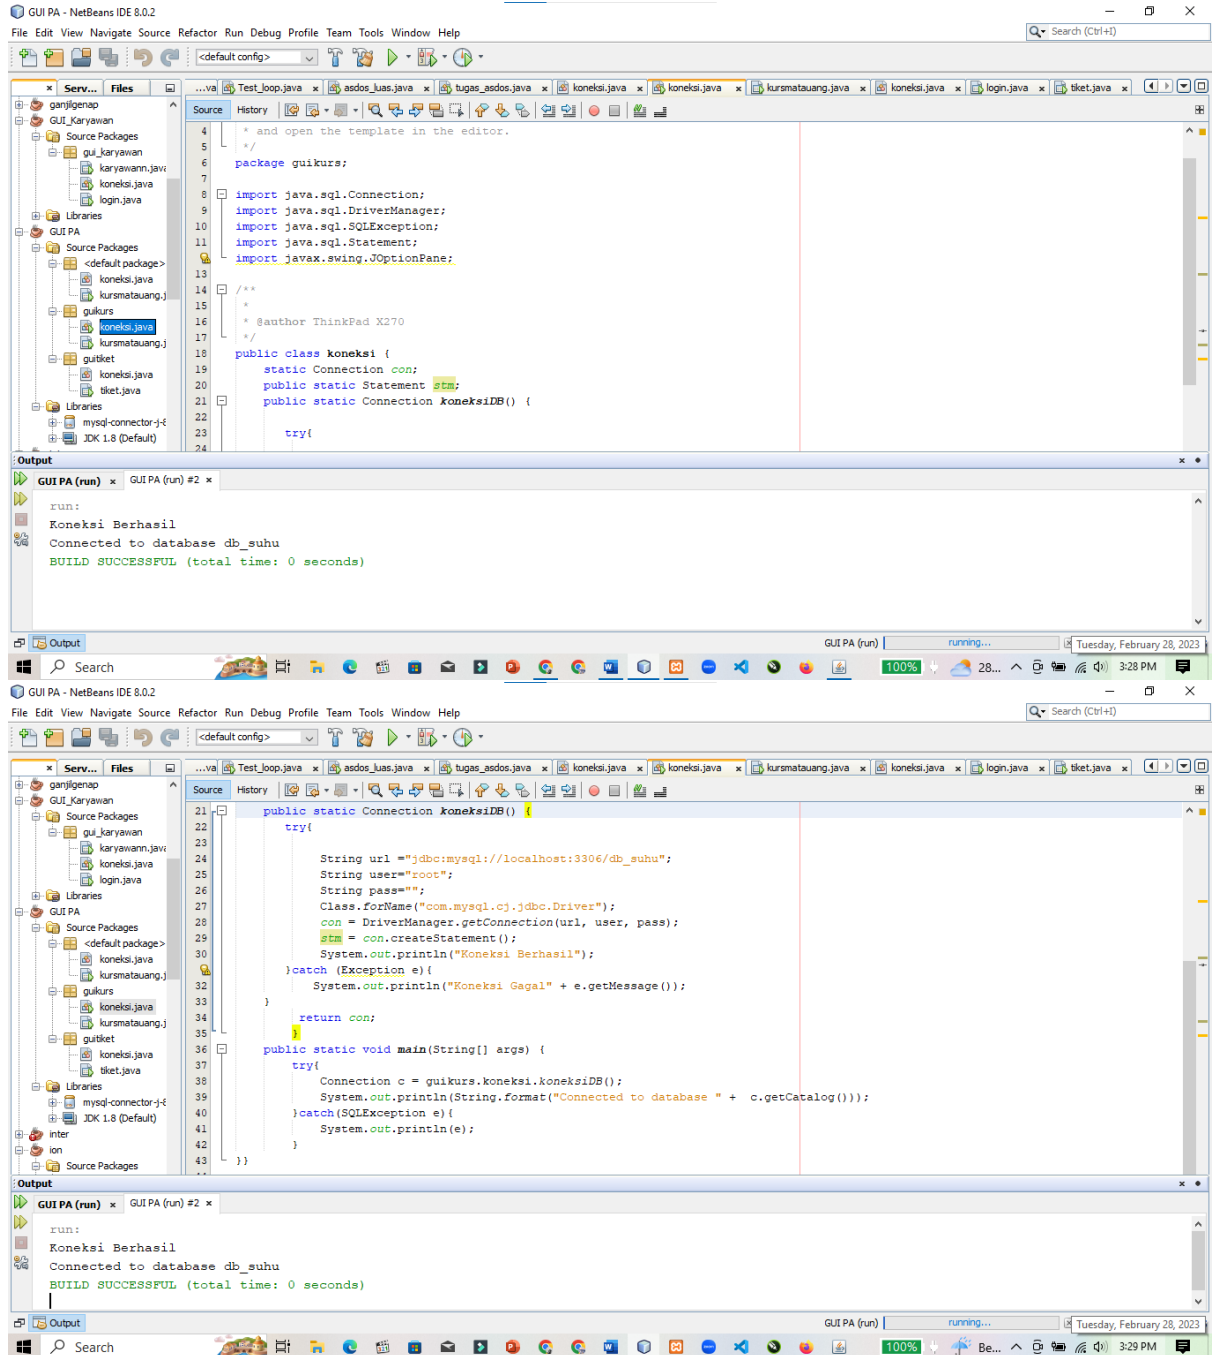 GUI PA - NetBeans IDE 8.0.2
File Edit View Navigate Source Refactor Run Debug Profile Team Tools Window Help
Search (Ctrl+I)
<default config>
Serv... Files
...va Test_loop.java asdos_luas.java tugas_asdos.java koneksi.java koneksi.java kursmatauang.java koneksi.java login.java tiket.java
Source History
ganjilgenap
GUI_Karyawan
Source Packages
gui_karyawan
karyawann.java
koneksi.java
login.java
Libraries
GUI PA
Source Packages
<default package>
koneksi.java
kursmatauang.j
guikurs
koneksi.java
kursmatauang.j
guitiket
koneksi.java
tiket.java
Libraries
mysql-connector-j-8
JDK 1.8 (Default)
4 * and open the template in the editor.
5 */
6 package guikurs;
7
8 import java.sql.Connection;
9 import java.sql.DriverManager;
10 import java.sql.SQLException;
11 import java.sql.Statement;
import javax.swing.JOptionPane;
13
14 /**
15 *
16 * @author ThinkPad X270
17 */
18 public class koneksi {
19 static Connection con;
20 public static Statement stm;
21 public static Connection koneksiDB() {
22
23 try{
24
Output
GUI PA (run) GUI PA (run) #2
run:
Koneksi Berhasil
Connected to database db_suhu
BUILD SUCCESSFUL (total time: 0 seconds)
Output
GUI PA (run) running...
Tuesday, February 28, 2023
Search
100% 28... 3:28 PM
GUI PA - NetBeans IDE 8.0.2
File Edit View Navigate Source Refactor Run Debug Profile Team Tools Window Help
Search (Ctrl+I)
<default config>
Serv... Files
...va Test_loop.java asdos_luas.java tugas_asdos.java koneksi.java koneksi.java kursmatauang.java koneksi.java login.java tiket.java
Source History
ganjilgenap
GUI_Karyawan
Source Packages
gui_karyawan
karyawann.java
koneksi.java
login.java
Libraries
GUI PA
Source Packages
<default package>
koneksi.java
kursmatauang.j
guikurs
koneksi.java
kursmatauang.j
guitiket
koneksi.java
tiket.java
Libraries
mysql-connector-j-8
JDK 1.8 (Default)
inter
ion
Source Packages
21 public static Connection koneksiDB() {
22 try{
23
24 String url ="jdbc:mysql://localhost:3306/db_suhu";
25 String user="root";
26 String pass="";
27 Class.forName("com.mysql.cj.jdbc.Driver");
28 con = DriverManager.getConnection(url, user, pass);
29 stm = con.createStatement();
30 System.out.println("Koneksi Berhasil");
}catch (Exception e){
32 System.out.println("Koneksi Gagal" + e.getMessage());
33 }
34 return con;
35 }
36 public static void main(String[] args) {
37 try{
38 Connection c = guikurs.koneksi.koneksiDB();
39 System.out.println(String.format("Connected to database " + c.getCatalog()));
40 }catch(SQLException e){
41 System.out.println(e);
42 }
43 }}
Output
GUI PA (run) GUI PA (run) #2
run:
Koneksi Berhasil
Connected to database db_suhu
BUILD SUCCESSFUL (total time: 0 seconds)
Output
GUI PA (run) running...
Tuesday, February 28, 2023
Search
100% Be... 3:29 PM